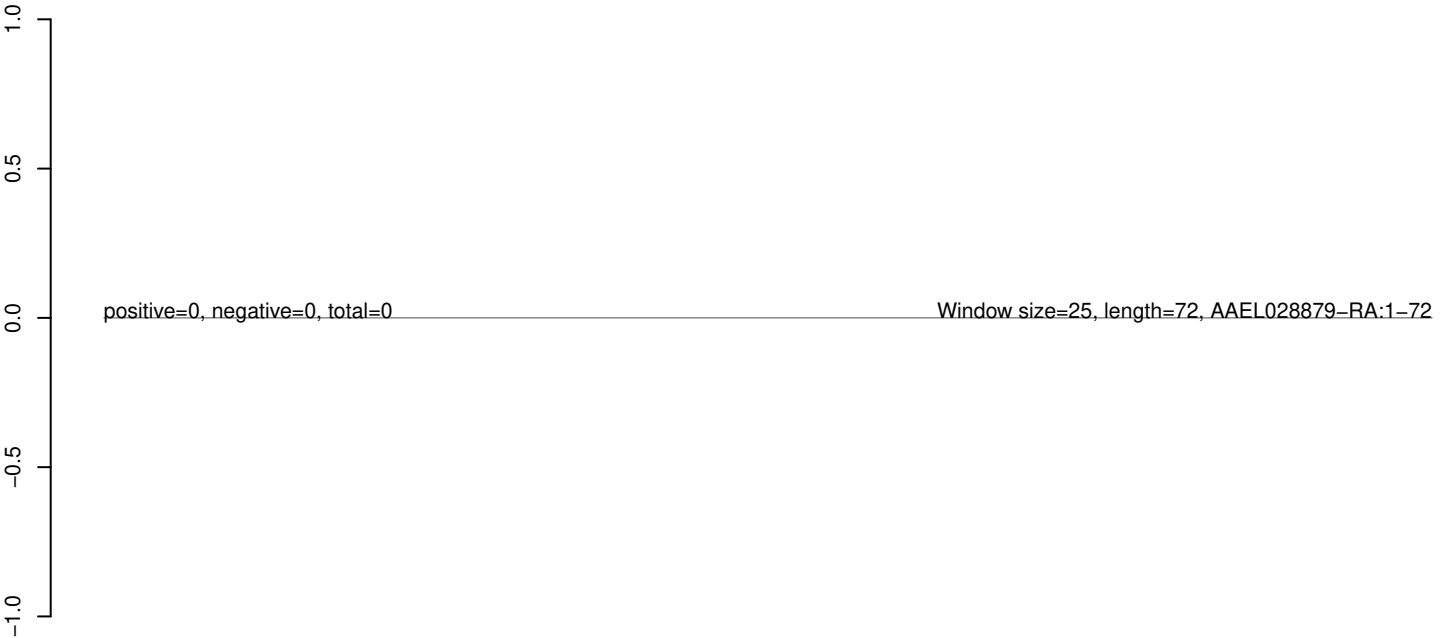 1.0
0.5
0.0
−0.5
−1.0
positive=0, negative=0, total=0
Window size=25, length=72, AAEL028879−RA:1−72